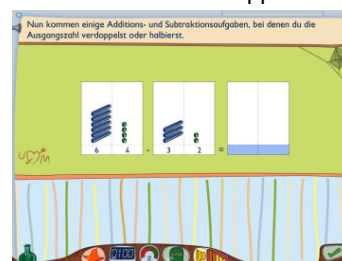 Nun kommen einige Additions- und Subtraktionsaufgaben, bei denen du die
Ausgangszahl verdoppelst oder halbierst.
6 4 - 3 2 =